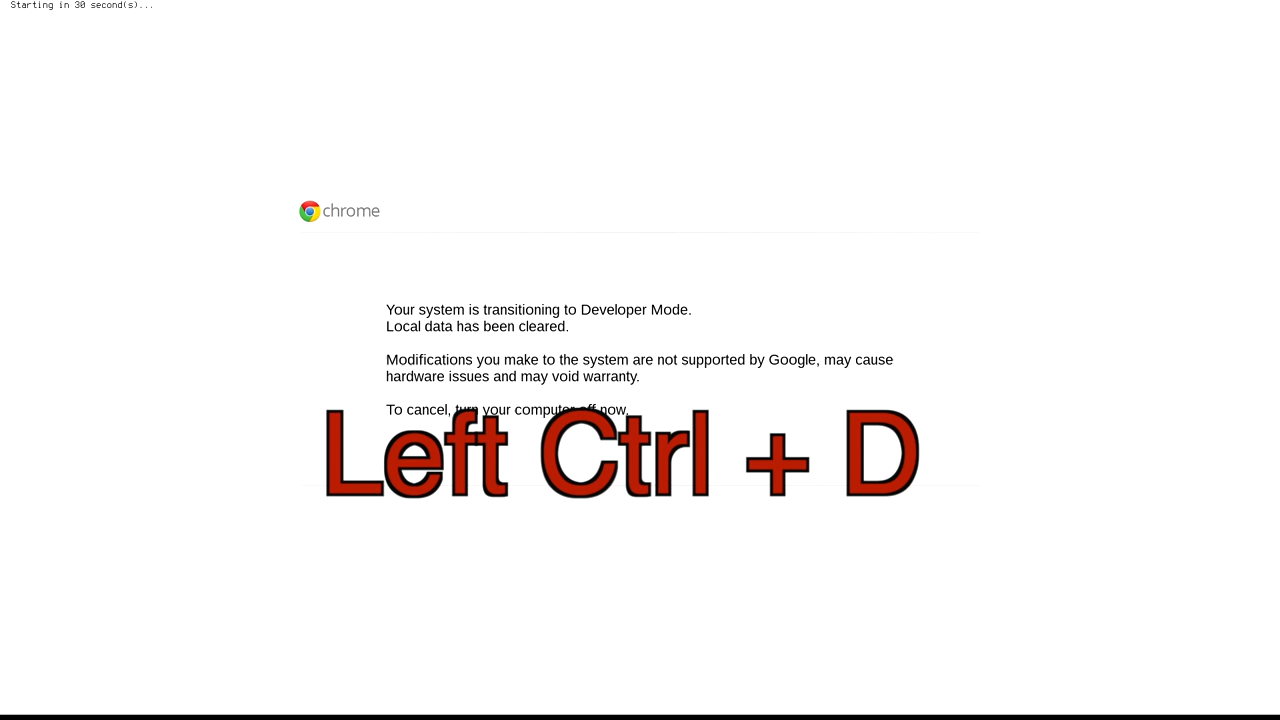 Starting in 30 second(s)...
chrome
Your system is transitioning to Developer Mode.
Local data has been cleared.
Modifications you make to the system are not supported by Google, may cause
hardware issues and may void warranty.
To cancel, turn your computer off now.
Left Ctrl + D